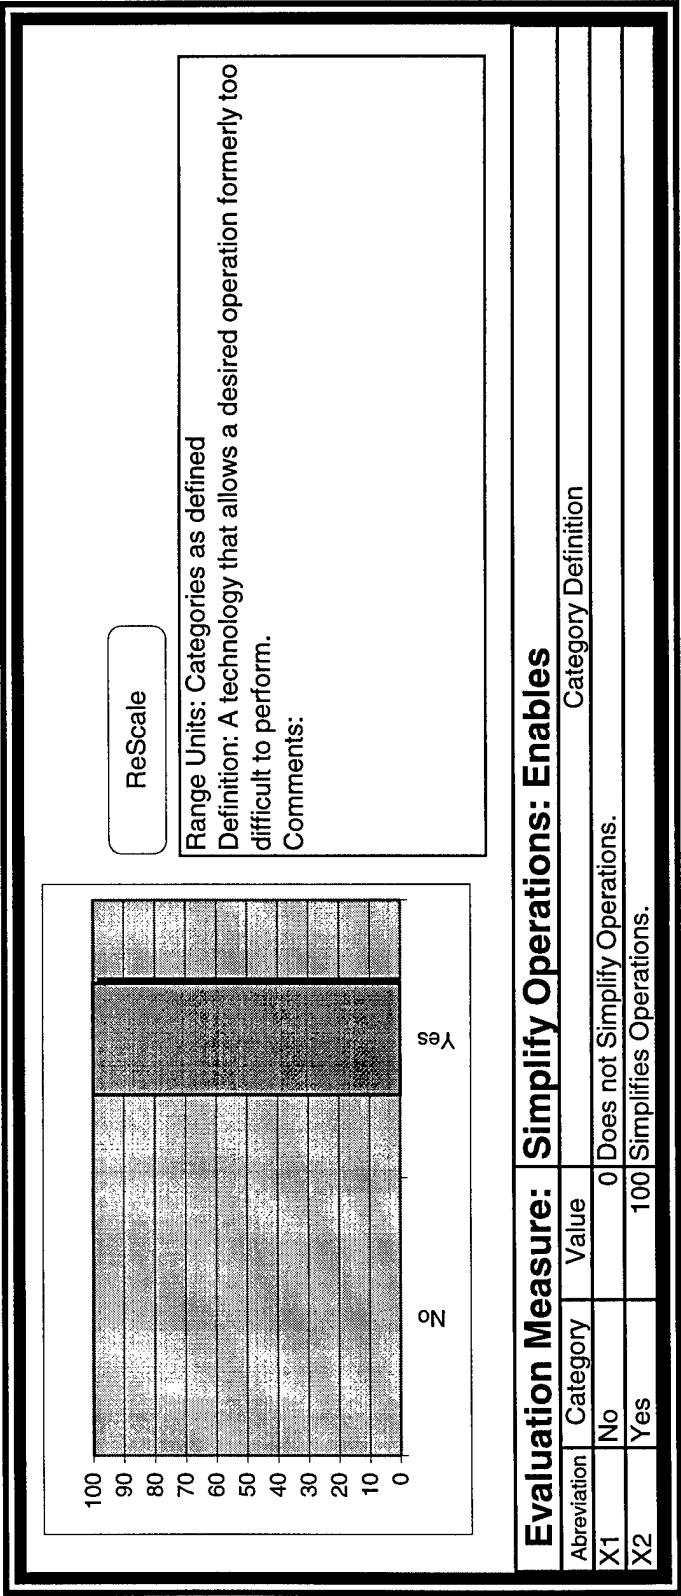 100
90
80
70
60
50
40
30
20
10
0
No
Yes
ReScale
Range Units: Categories as defined
Definition: A technology that allows a desired operation formerly too
difficult to perform.
Comments:
Evaluation Measure: Simplify Operations: Enables
Abreviation Category Value Category Definition
X1 No 0 Does not Simplify Operations.
X2 Yes 100 Simplifies Operations.